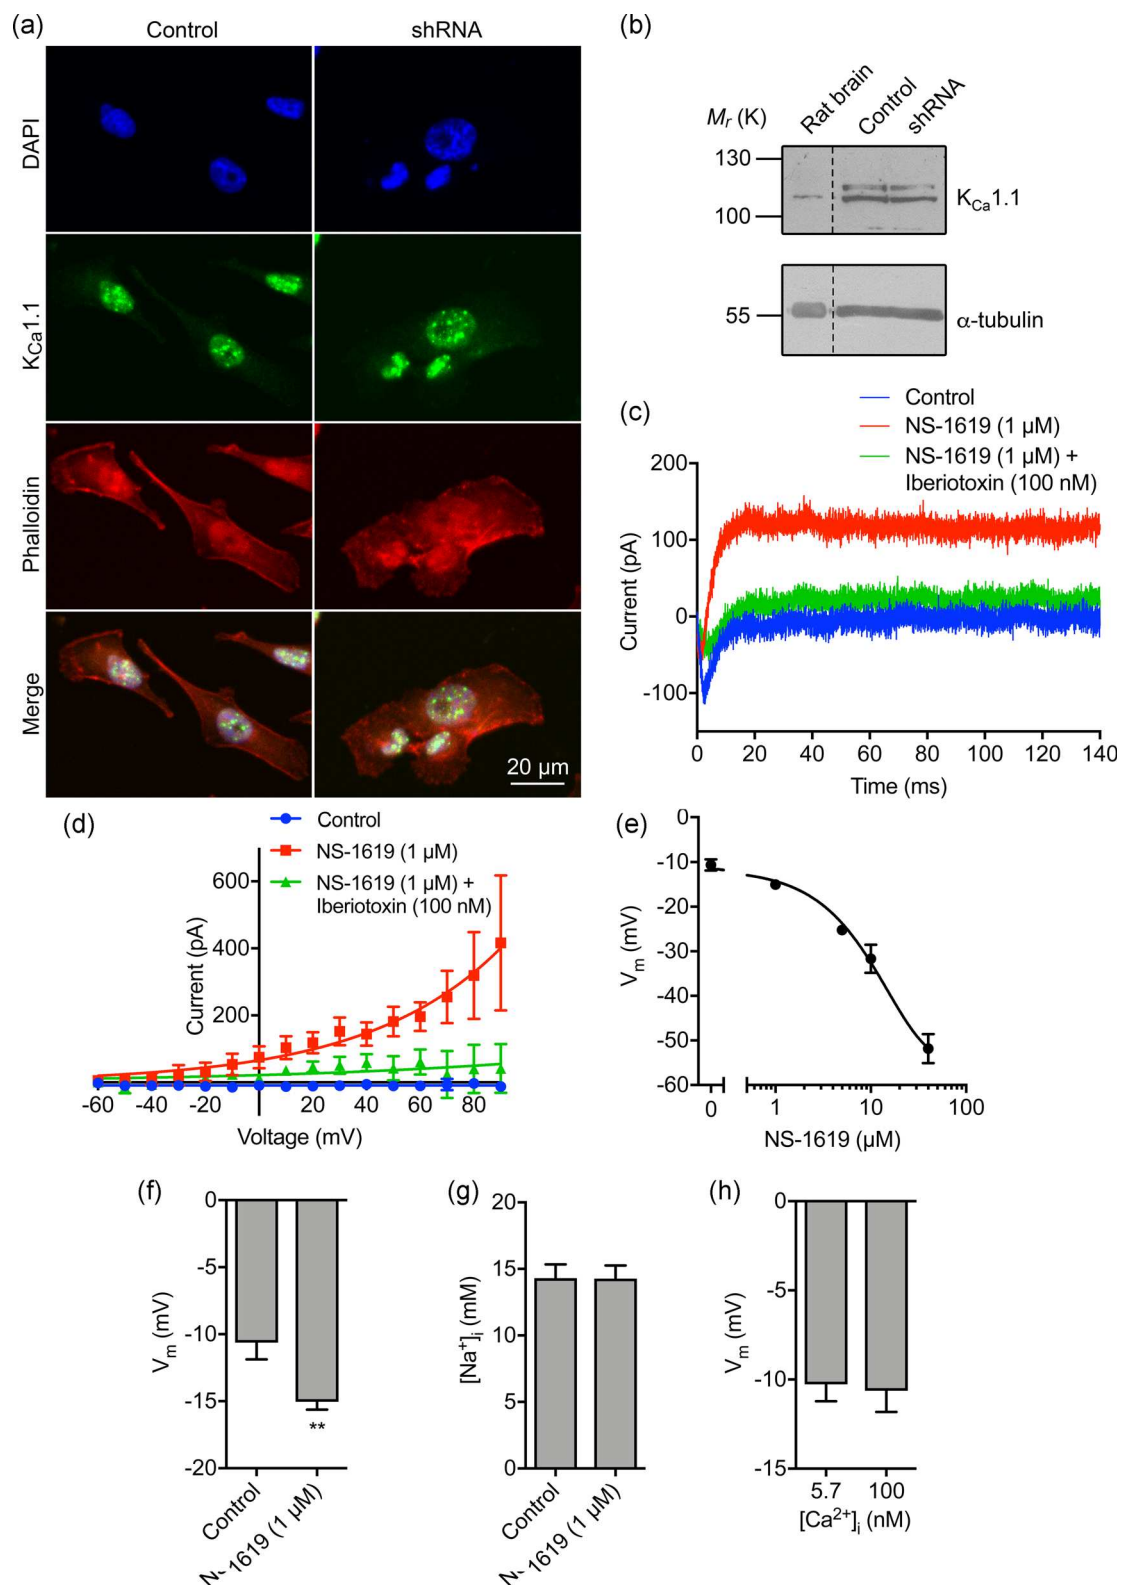 (a)
Control
shRNA
DAPI
KCa1.1
Phalloidin
Merge
20 µm
(b)
Rat brain
Control
shRNA
Mr (K)
130
100
KCa1.1
55
α-tubulin
(c)
Control
NS-1619 (1 µM)
NS-1619 (1 µM) +
Iberiotoxin (100 nM)
Current (pA)
200
100
0
-100
0 20 40 60 80 100 120 140
Time (ms)
(d)
Control
NS-1619 (1 µM)
NS-1619 (1 µM) +
Iberiotoxin (100 nM)
Current (pA)
600
400
200
-60 -40 -20 20 40 60 80
Voltage (mV)
(e)
Vm (mV)
0
-10
-20
-30
-40
-50
-60
0 1 10 100
NS-1619 (µM)
(f)
Vm (mV)
0
-5
-10
-15
-20
**
Control
1619 (1 µM)
(g)
[Na+]i (mM)
20
15
10
5
0
Control
1619 (1 µM)
(h)
Vm (mV)
0
-5
-10
-15
5.7 100
[Ca2+]i (nM)